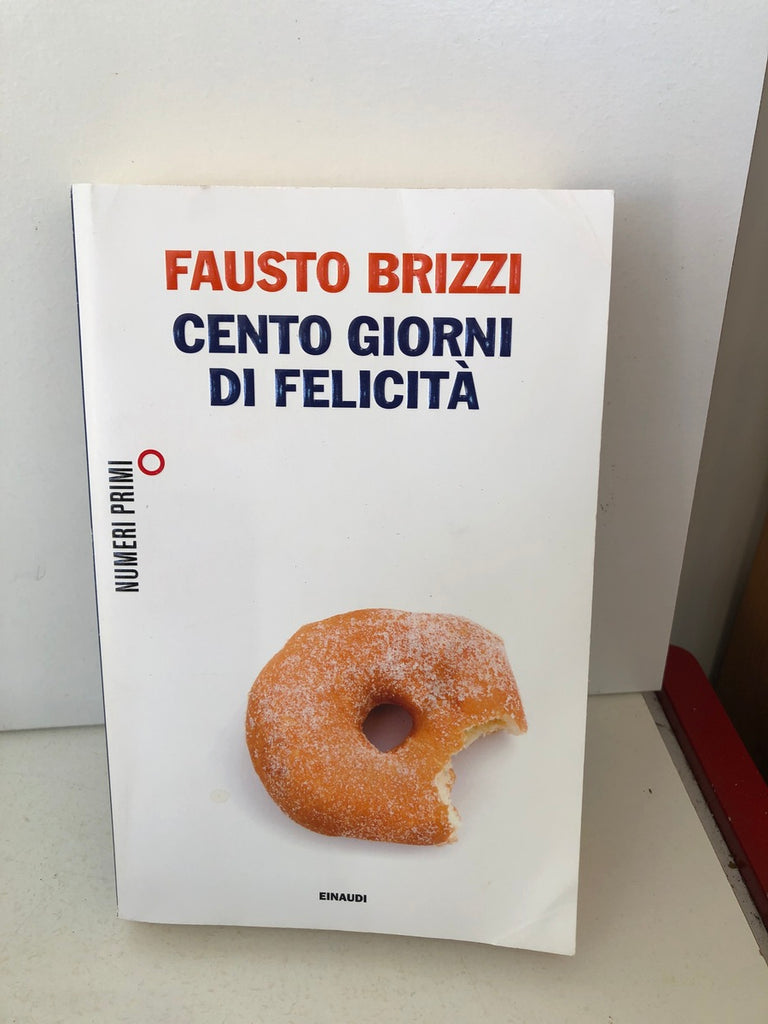 FAUSTO BRIZZI
CENTO GIORNI
DI FELICITÀ
NUMERI PRIMI
EINAUDI